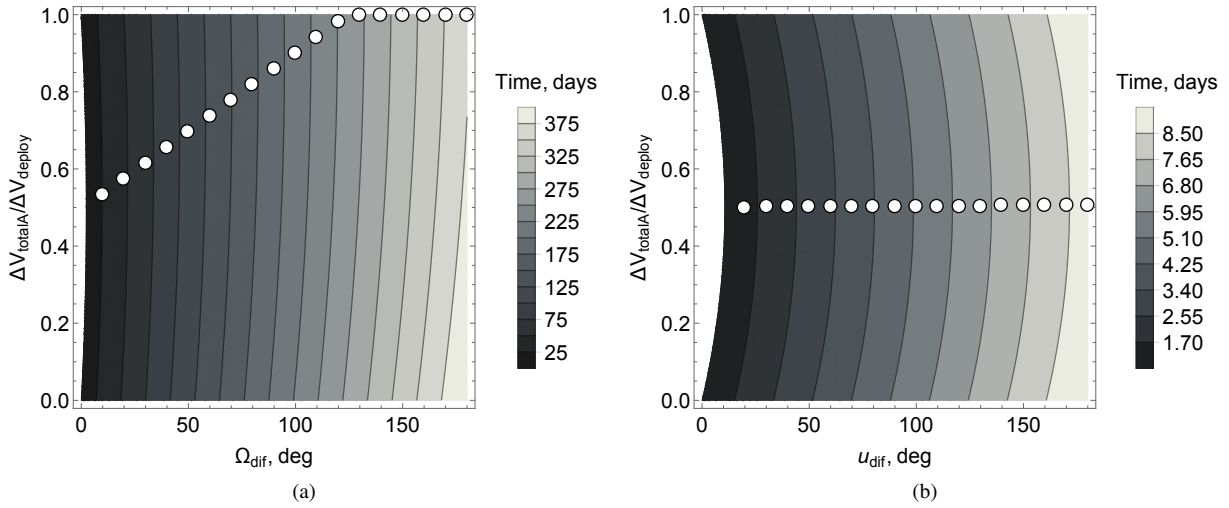 1.0
0.8
0.6
0.4
0.2
0.0
ΔV_totalA/ΔV_deploy
0 50 100 150
Ω_dif, deg
Time, days
375
325
275
225
175
125
75
25
(a)
1.0
0.8
0.6
0.4
0.2
0.0
ΔV_totalA/ΔV_deploy
0 50 100 150
u_dif, deg
Time, days
8.50
7.65
6.80
5.95
5.10
4.25
3.40
2.55
1.70
(b)